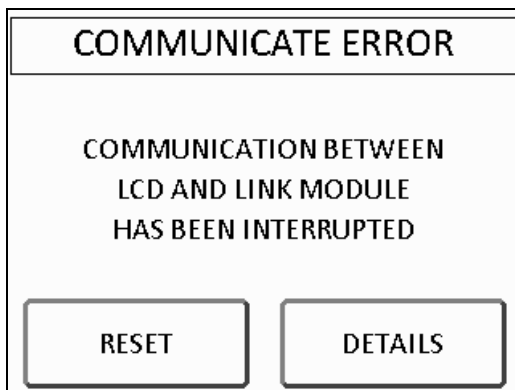 COMMUNICATE ERROR
COMMUNICATION BETWEEN
LCD AND LINK MODULE
HAS BEEN INTERRUPTED
RESET
DETAILS